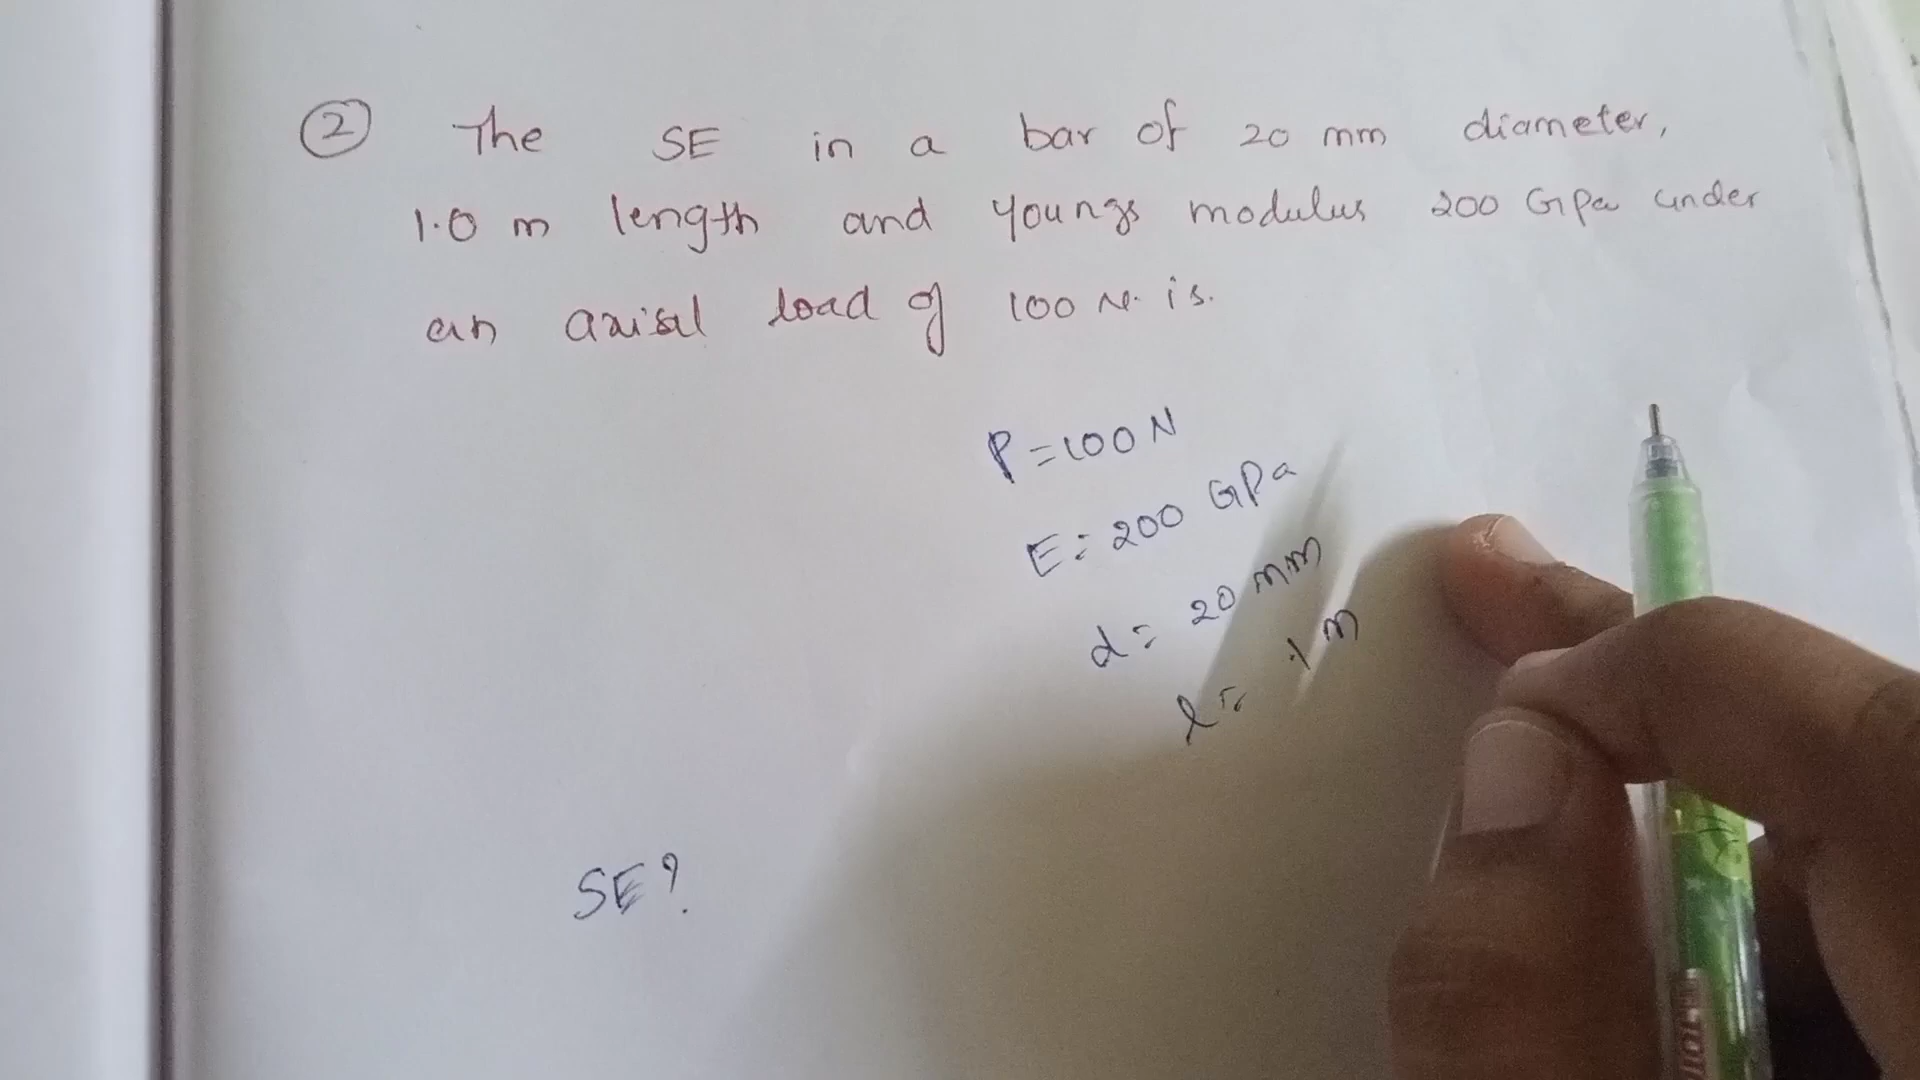 ② The SE in a bar of 20 mm diameter,
1.0 m length and youngs modulus 200 GPa under
an axial load of 100 N. is.
P = 100 N
E = 200 GPa
d = 20 mm
l = 1 m
SE?